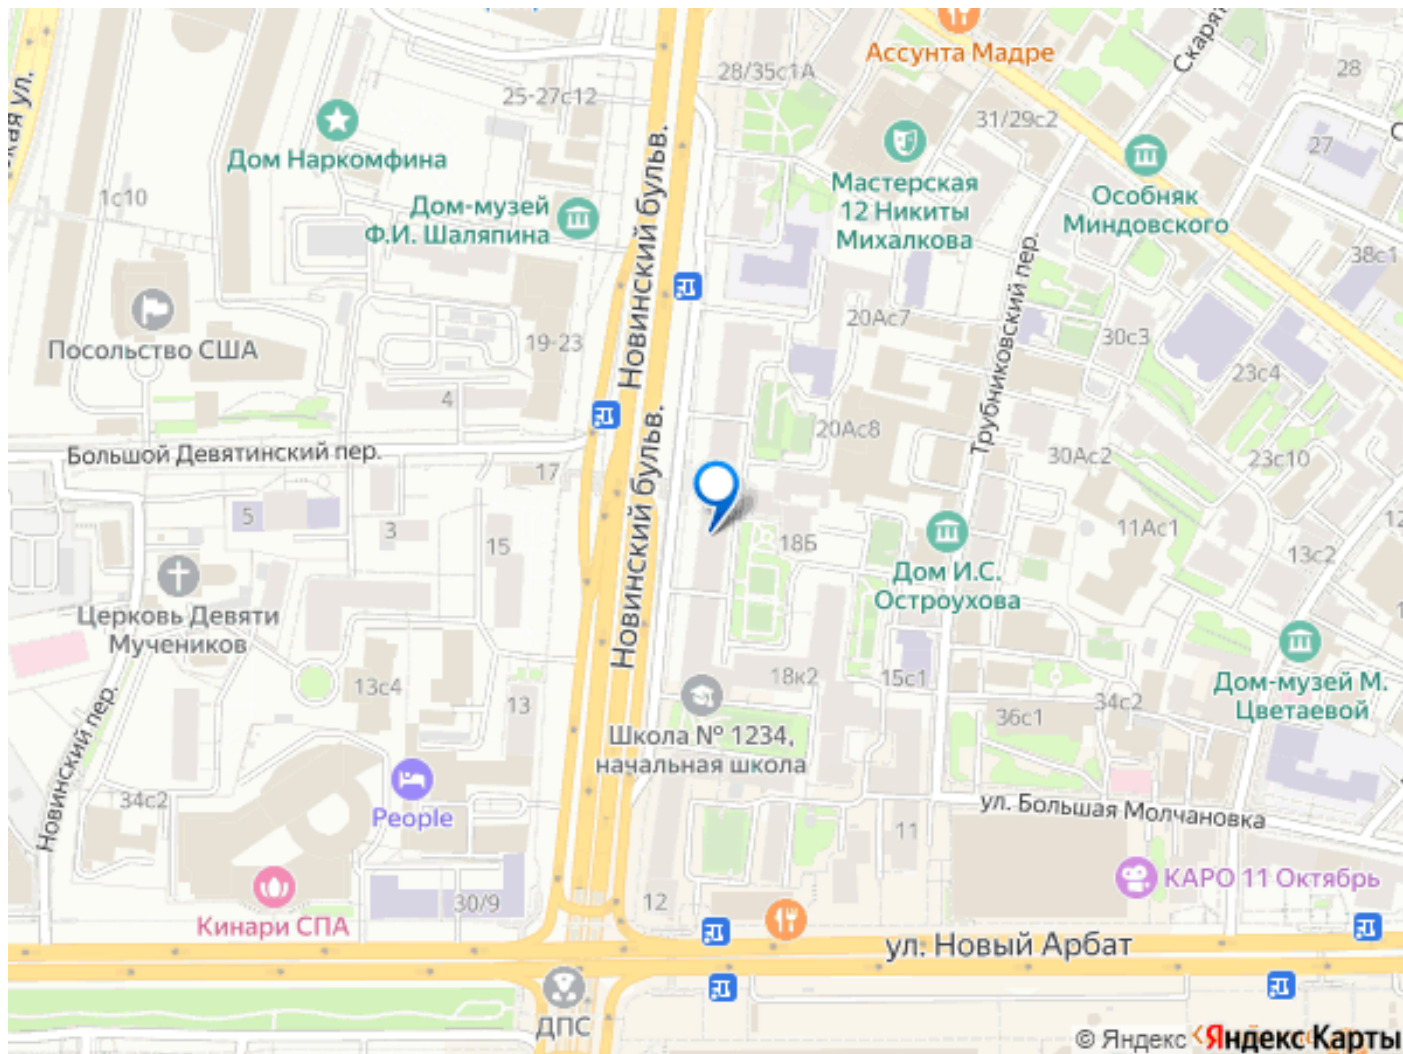 Ассунта Мадре
Скарят
28/35с1А
28
25-27с12
31/29с2
кая ул.
Дом Наркомфина
27
1с10
Мастерская
12 Никиты
Михалкова
Особняк
Миндовского
Дом-музей
Ф.И. Шаляпина
Новинский бульв.
38с1
Посольство США
19-23
20Ас7
30с3
Трубниковский пер.
23с4
4
20Ас8
Большой Девятинский пер.
17
30Ас2
23с10
Новинский бульв.
5
3
15
18Б
11Ас1
13с2
12
Дом И.С.
Остроухова
Церковь Девяти
Мучеников
13с4
13
18к2
15с1
36с1
34с2
Дом-музей М.
Цветаевой
Новинский пер.
Школа № 1234,
начальная школа
34с2
People
ул. Большая Молчановка
11
КАРО 11 Октябрь
Кинари СПА
30/9
12
ул. Новый Арбат
ДПС
© Яндекс Яндекс Карты